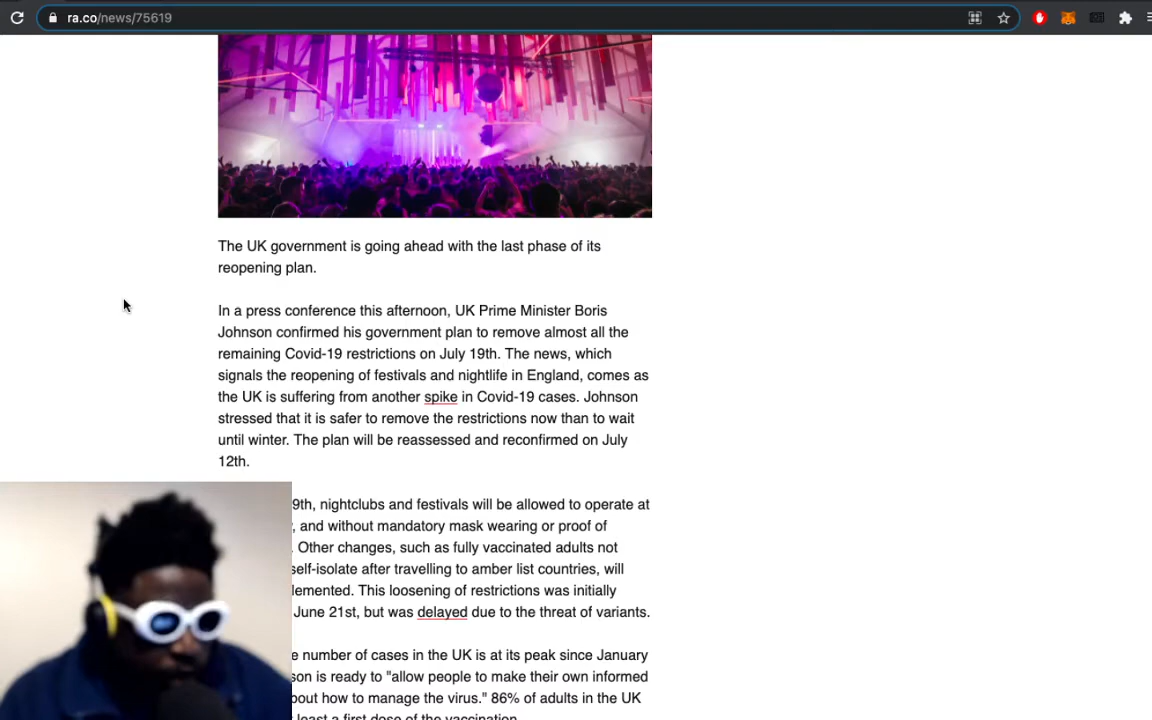 ra.co/news/75619
The UK government is going ahead with the last phase of its
reopening plan.
In a press conference this afternoon, UK Prime Minister Boris
Johnson confirmed his government plan to remove almost all the
remaining Covid-19 restrictions on July 19th. The news, which
signals the reopening of festivals and nightlife in England, comes as
the UK is suffering from another spike in Covid-19 cases. Johnson
stressed that it is safer to remove the restrictions now than to wait
until winter. The plan will be reassessed and reconfirmed on July
12th.
9th, nightclubs and festivals will be allowed to operate at
, and without mandatory mask wearing or proof of
. Other changes, such as fully vaccinated adults not
self-isolate after travelling to amber list countries, will
lemented. This loosening of restrictions was initially
June 21st, but was delayed due to the threat of variants.
e number of cases in the UK is at its peak since January
son is ready to "allow people to make their own informed
bout how to manage the virus." 86% of adults in the UK
least a first dose of the vaccination